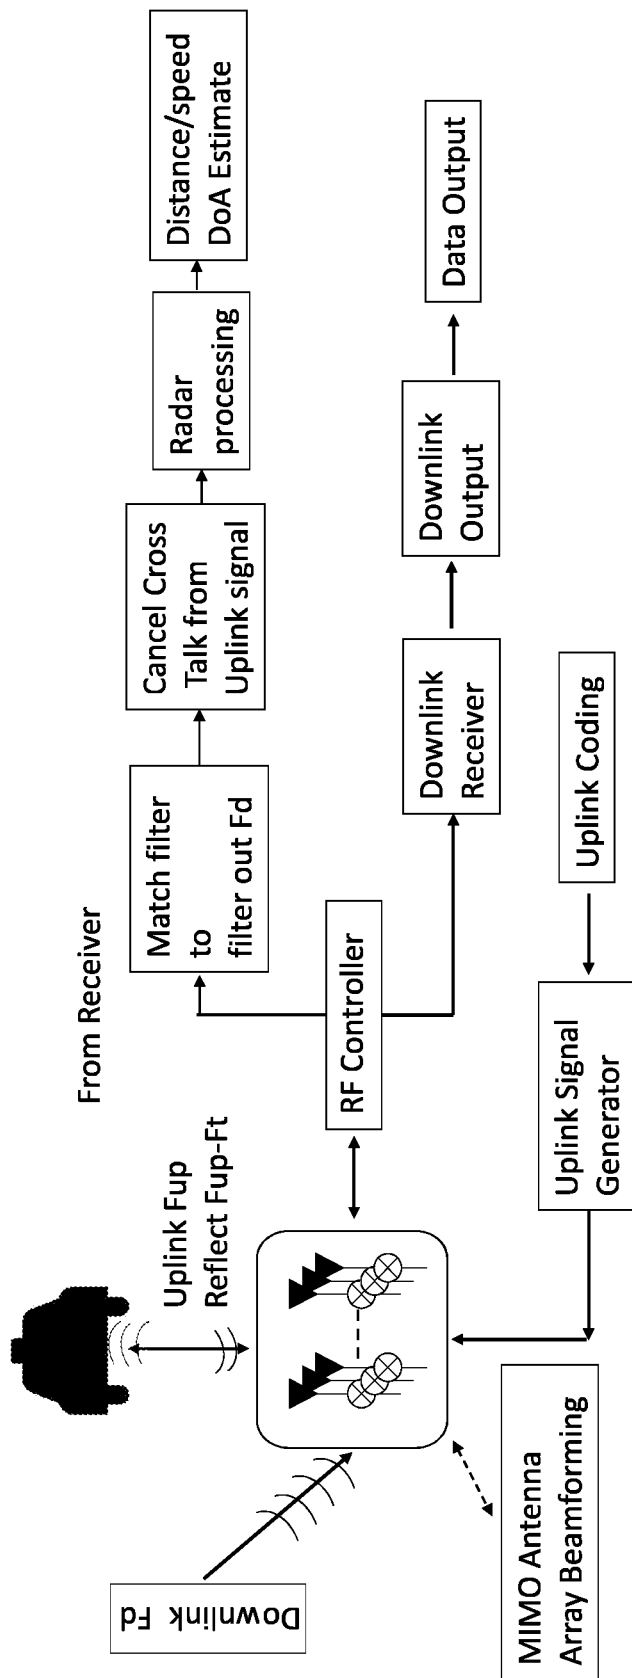 Downlink Fd
Uplink Fup
Reflect Fup-Ft
From Receiver
Match filter
to
filter out Fd
Cancel Cross
Talk from
Uplink signal
Radar
processing
Distance/speed
DoA Estimate
RF Controller
Downlink
Receiver
Downlink
Output
Data Output
MIMO Antenna
Array Beamforming
Uplink Signal
Generator
Uplink Coding